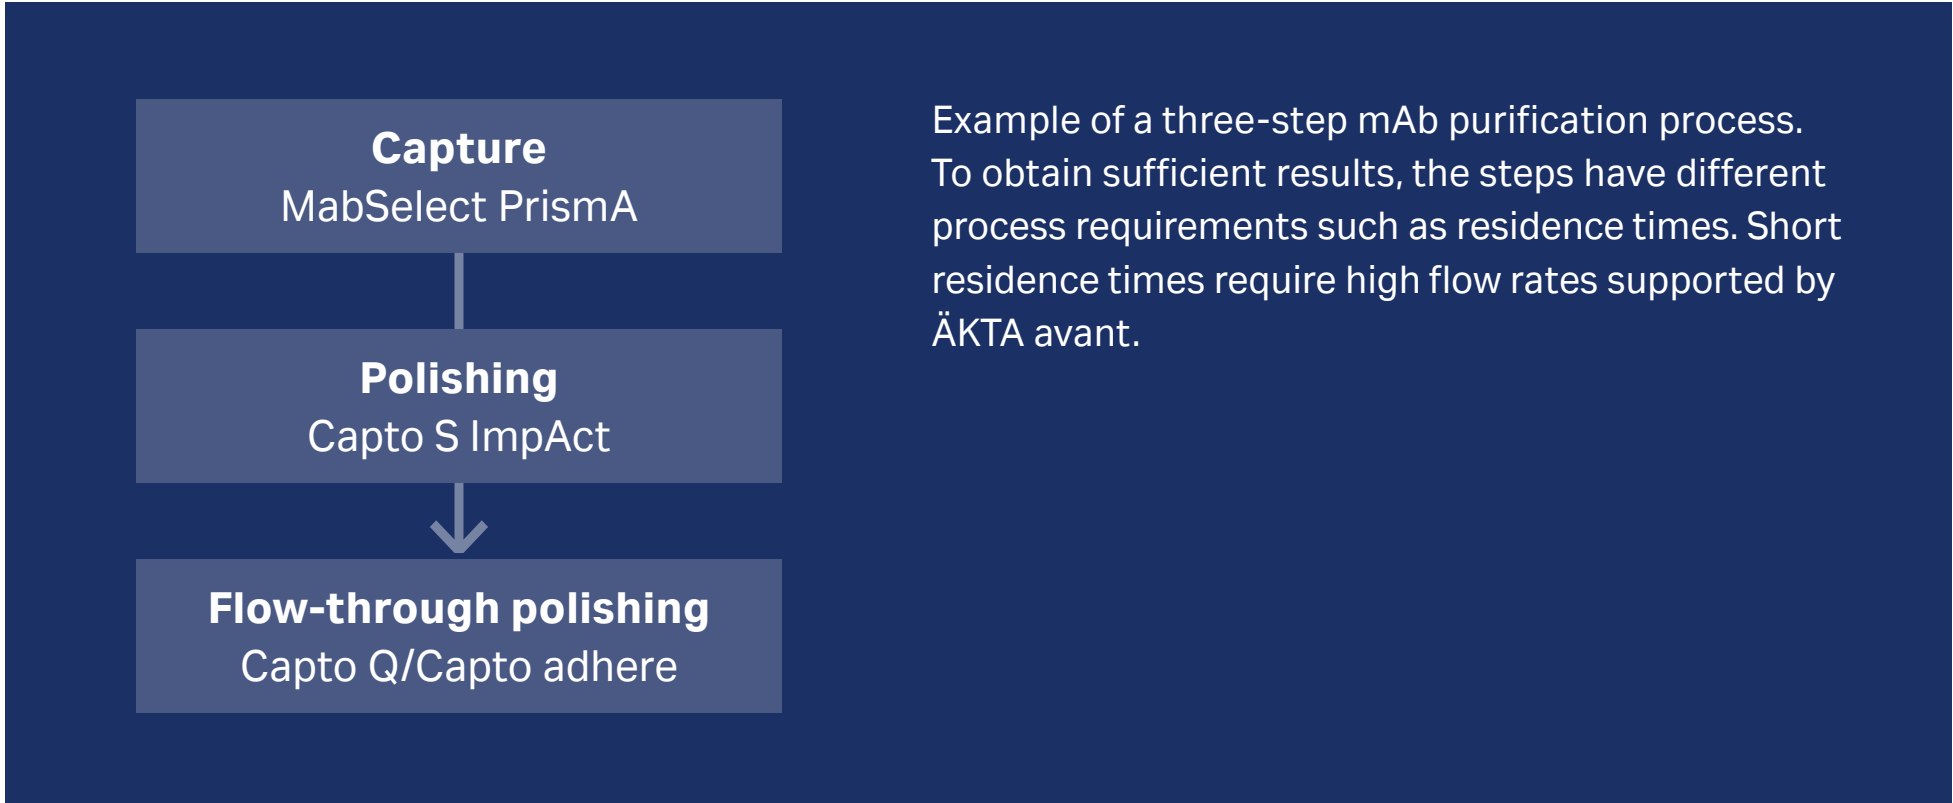 Capture
MabSelect PrismA
Polishing
Capto S ImpAct
Flow-through polishing
Capto Q/Capto adhere
Example of a three-step mAb purification process.
To obtain sufficient results, the steps have different
process requirements such as residence times. Short
residence times require high flow rates supported by
ÄKTA avant.